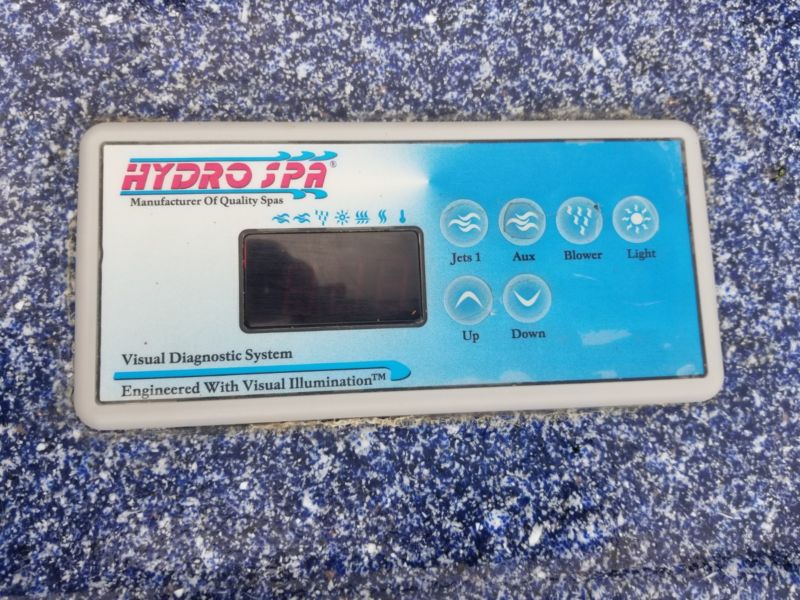 HYDRO SPA®
Manufacturer Of Quality Spas
Jets 1
Aux
Blower
Light
Up
Down
Visual Diagnostic System
Engineered With Visual Illumination™